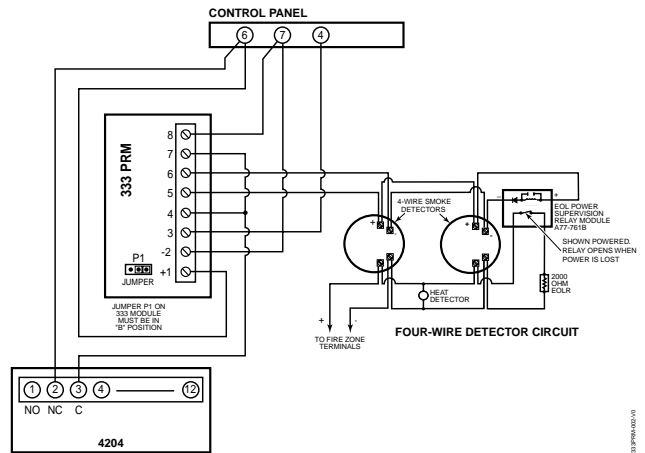 CONTROL PANEL
6 7 4
333 PRM
8
7
6
5
4
3
-2
+1
P1
JUMPER
JUMPER P1 ON
333 MODULE
MUST BE IN
"B" POSITION
4-WIRE SMOKE
DETECTORS
+ -
+ -
- +
EOL POWER
SUPERVISION
RELAY MODULE
A77-761B
SHOWN POWERED.
RELAY OPENS WHEN
POWER IS LOST
2000
OHM
EOLR
HEAT
DETECTOR
+ -
TO FIRE ZONE
TERMINALS
FOUR-WIRE DETECTOR CIRCUIT
1 2 3 4 12
NO NC C
4204
333PRM-002-V0